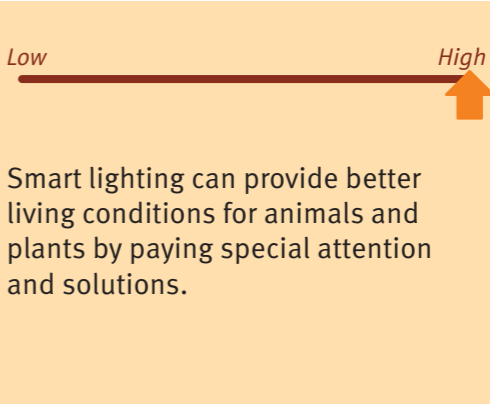 Low High
Smart lighting can provide better
living conditions for animals and
plants by paying special attention
and solutions.